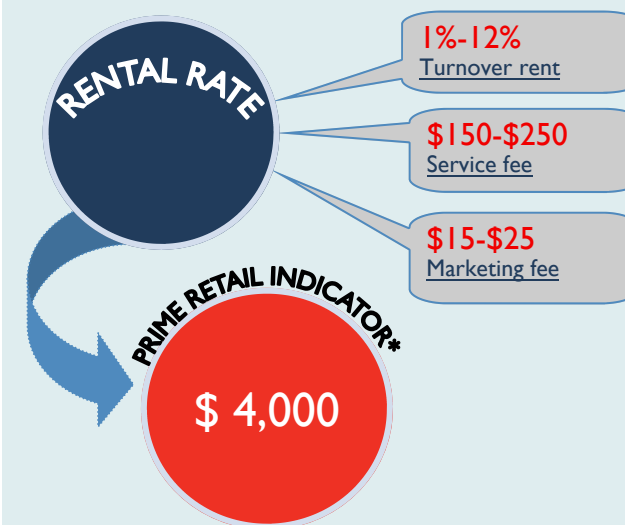 RENTAL RATE
1%-12%
Turnover rent
$150-$250
Service fee
$15-$25
Marketing fee
PRIME RETAIL INDICATOR*
$ 4,000